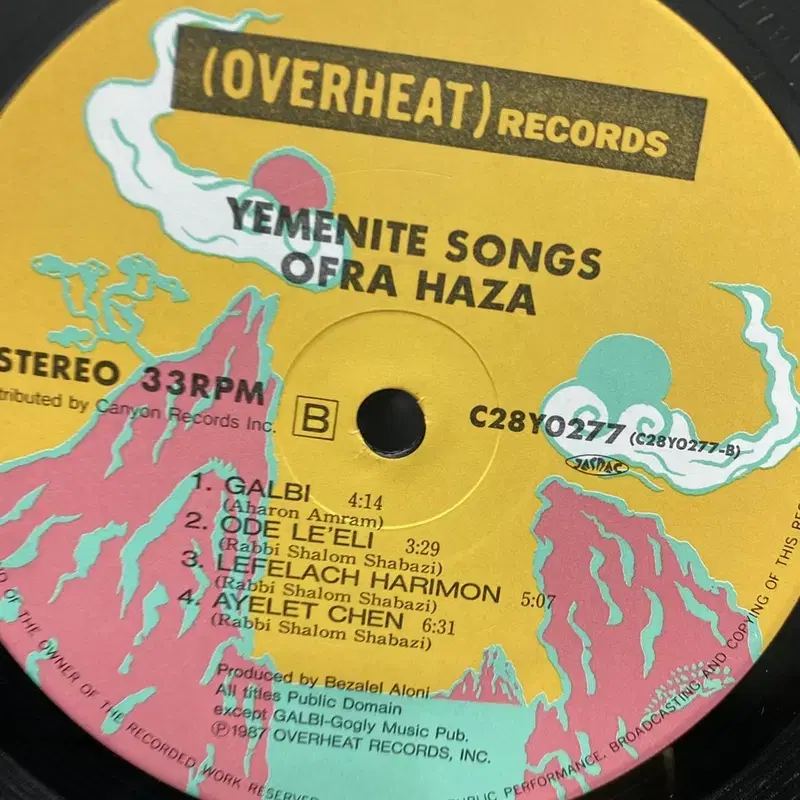 (OVERHEAT) RECORDS
YEMENITE SONGS
OFRA HAZA
STEREO 33RPM
tributed by Canyon Records Inc.
B
C28Y0277 (C28Y0277-B)
JASRAC
1. GALBI 4:14
(Aharon Amram)
2. ODE LE'ELI 3:29
(Rabbi Shalom Shabazi)
3. LEFELACH HARIMON 5:07
(Rabbi Shalom Shabazi)
4. AYELET CHEN 6:31
(Rabbi Shalom Shabazi)
Produced by Bezalel Aloni
All titles Public Domain
except GALBI-Gogly Music Pub.
Ⓟ1987 OVERHEAT RECORDS, INC.
OF THE OWNER OF THE RECORDED WORK RESERVED
PUBLIC PERFORMANCE, BROADCASTING AND COPYING OF THIS REC